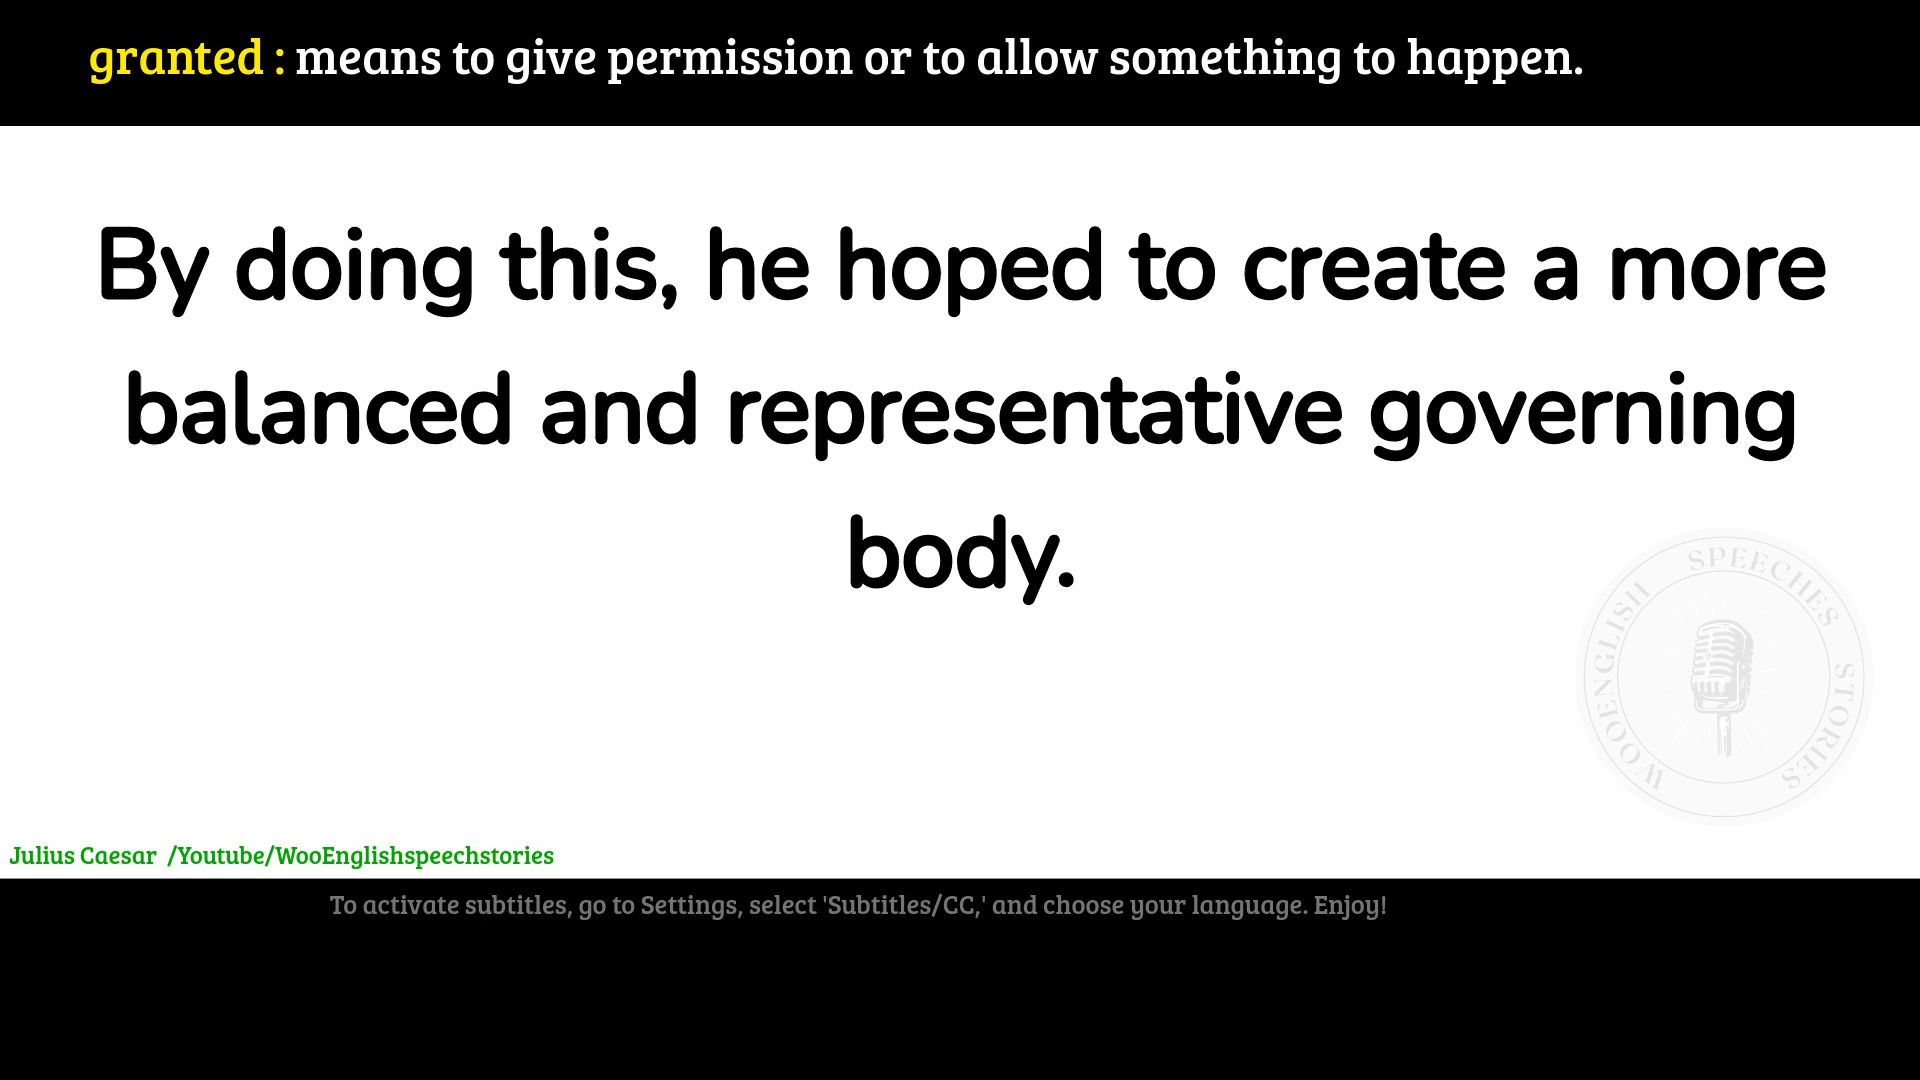 granted : means to give permission or to allow something to happen.
By doing this, he hoped to create a more
balanced and representative governing
body.
WOOENGLISH SPEECHES STORIES
Julius Caesar /Youtube/WooEnglishspeechstories
To activate subtitles, go to Settings, select 'Subtitles/CC,' and choose your language. Enjoy!